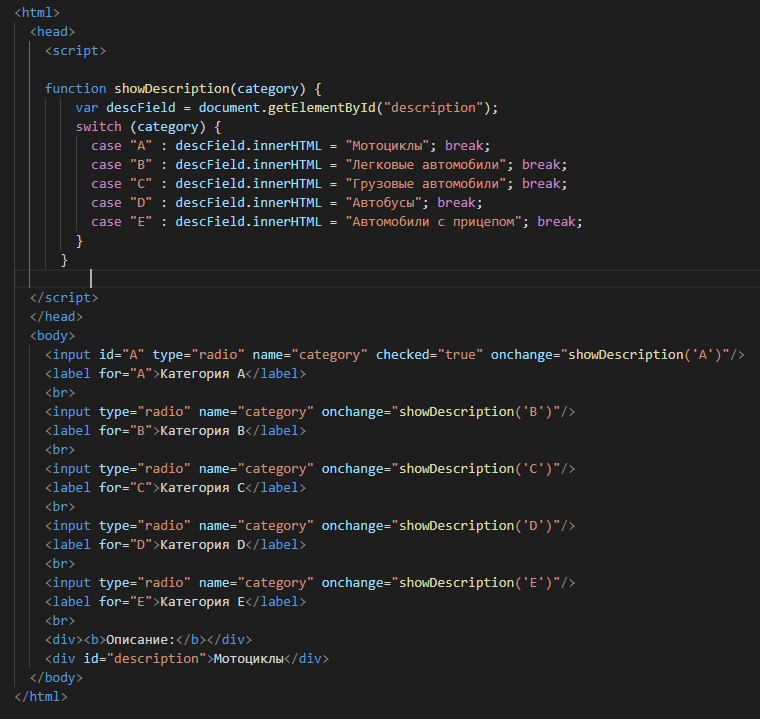 <html>
<head>
<script>
function showDescription(category) {
var descField = document.getElementById("description");
switch (category) {
case "A" : descField.innerHTML = "Мотоциклы"; break;
case "B" : descField.innerHTML = "Легковые автомобили"; break;
case "C" : descField.innerHTML = "Грузовые автомобили"; break;
case "D" : descField.innerHTML = "Автобусы"; break;
case "E" : descField.innerHTML = "Автомобили с прицепом"; break;
}
}
</script>
</head>
<body>
<input id="A" type="radio" name="category" checked="true" onchange="showDescription('A')"/>
<label for="A">Категория A</label>
<br>
<input type="radio" name="category" onchange="showDescription('B')"/>
<label for="B">Категория B</label>
<br>
<input type="radio" name="category" onchange="showDescription('C')"/>
<label for="C">Категория C</label>
<br>
<input type="radio" name="category" onchange="showDescription('D')"/>
<label for="D">Категория D</label>
<br>
<input type="radio" name="category" onchange="showDescription('E')"/>
<label for="E">Категория E</label>
<br>
<div><b>Описание:</b></div>
<div id="description">Мотоциклы</div>
</body>
</html>